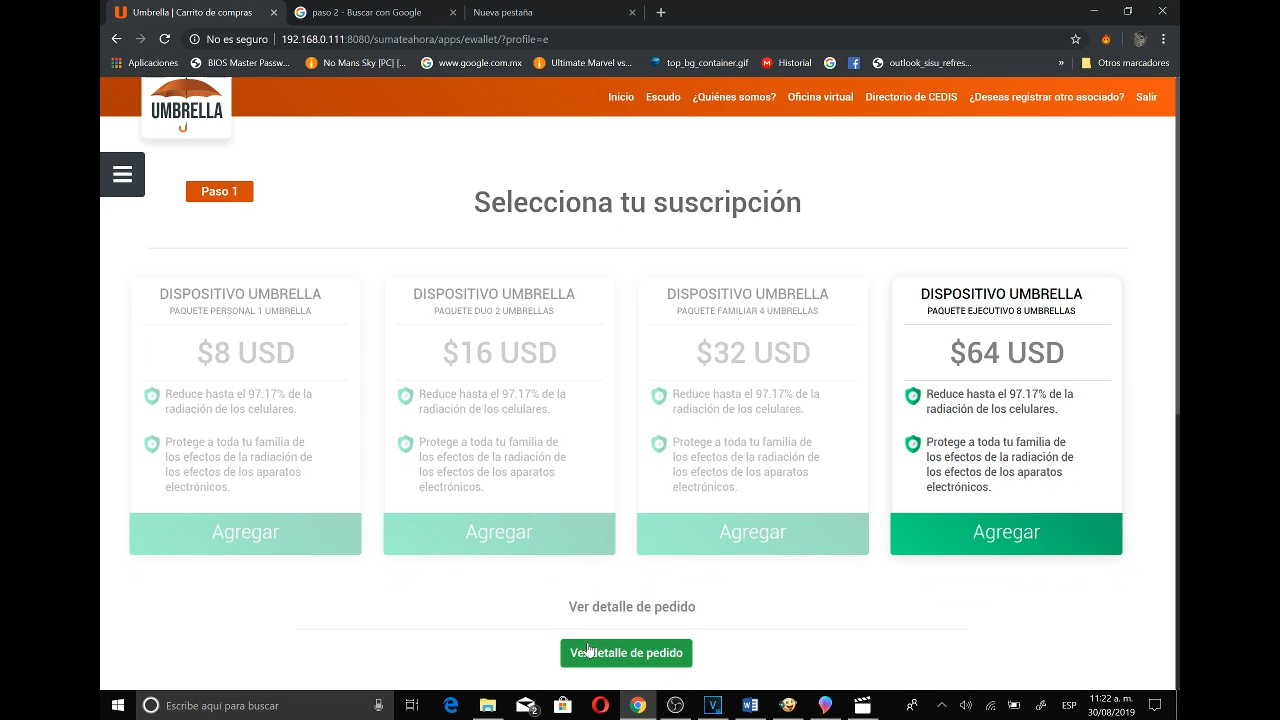 Umbrella | Carrito de compras
paso 2 - Buscar con Google
Nueva pestaña
No es seguro | 192.168.0.111:8080/sumateahora/apps/ewallet/?profile=e
Aplicaciones
BIOS Master Passw...
No Mans Sky [PC] [...
www.google.com.mx
Ultimate Marvel vs...
top_bg_container.gif
Historial
outlook_sisu_refres...
»
Otros marcadores
UMBRELLA
Inicio
Escudo
¿Quiénes somos?
Oficina virtual
Directorio de CEDIS
¿Deseas registrar otro asociado?
Salir
Paso 1
Selecciona tu suscripción
DISPOSITIVO UMBRELLA
PAQUETE PERSONAL 1 UMBRELLA
$8 USD
Reduce hasta el 97.17% de la
radiación de los celulares.
Protege a toda tu familia de
los efectos de la radiación de
los efectos de los aparatos
electrónicos.
Agregar
DISPOSITIVO UMBRELLA
PAQUETE DUO 2 UMBRELLAS
$16 USD
Reduce hasta el 97.17% de la
radiación de los celulares.
Protege a toda tu familia de
los efectos de la radiación de
los efectos de los aparatos
electrónicos.
Agregar
DISPOSITIVO UMBRELLA
PAQUETE FAMILIAR 4 UMBRELLAS
$32 USD
Reduce hasta el 97.17% de la
radiación de los celulares.
Protege a toda tu familia de
los efectos de la radiación de
los efectos de los aparatos
electrónicos.
Agregar
DISPOSITIVO UMBRELLA
PAQUETE EJECUTIVO 8 UMBRELLAS
$64 USD
Reduce hasta el 97.17% de la
radiación de los celulares.
Protege a toda tu familia de
los efectos de la radiación de
los efectos de los aparatos
electrónicos.
Agregar
Ver detalle de pedido
Ver detalle de pedido
Escribe aquí para buscar
2
ESP
11:22 a. m.
30/08/2019